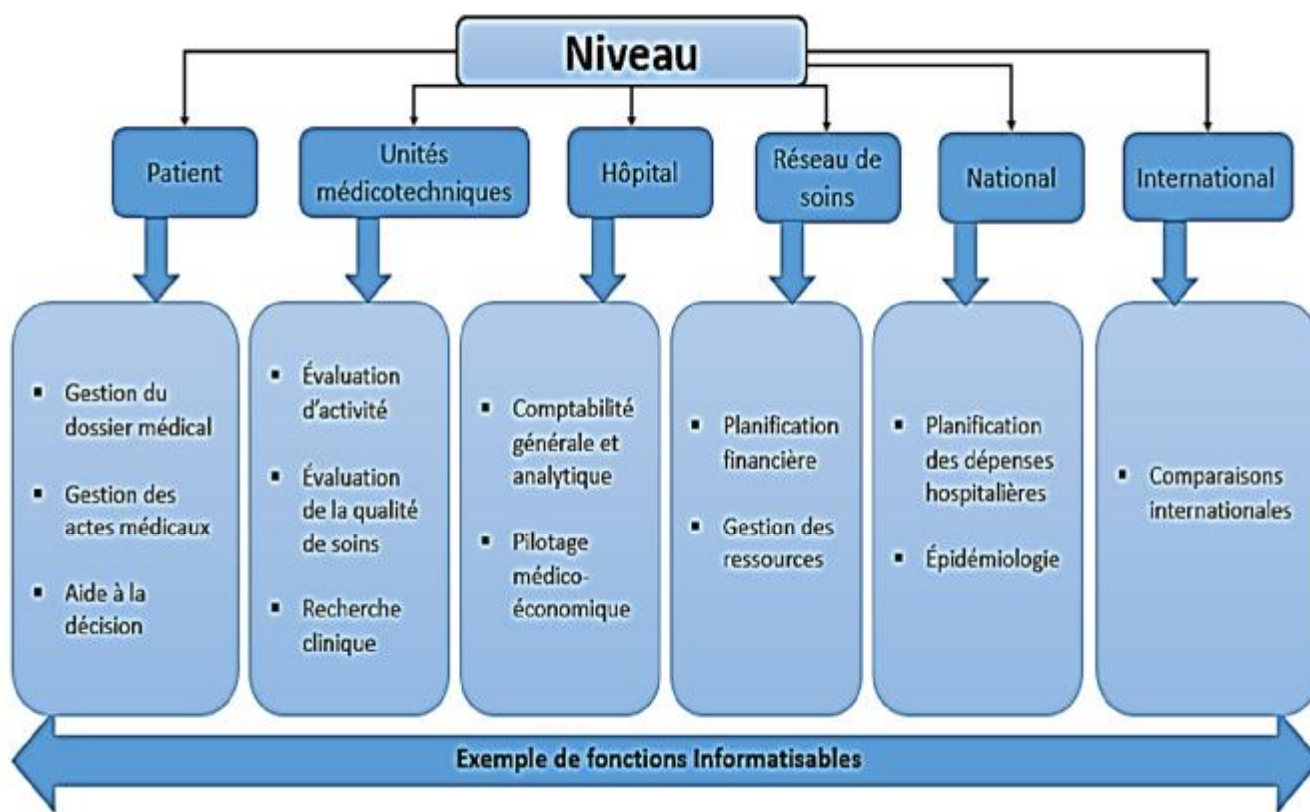 Niveau
Patient
Unités
médicotechniques
Hôpital
Réseau de
soins
National
International
▪ Gestion du
dossier médical
▪ Gestion des
actes médicaux
▪ Aide à la
décision
▪ Évaluation
d'activité
▪ Évaluation
de la qualité
de soins
▪ Recherche
clinique
▪ Comptabilité
générale et
analytique
▪ Pilotage
médico-
économique
▪ Planification
financière
▪ Gestion des
ressources
▪ Planification
des dépenses
hospitalières
▪ Épidémiologie
▪ Comparaisons
internationales
Exemple de fonctions Informatisables